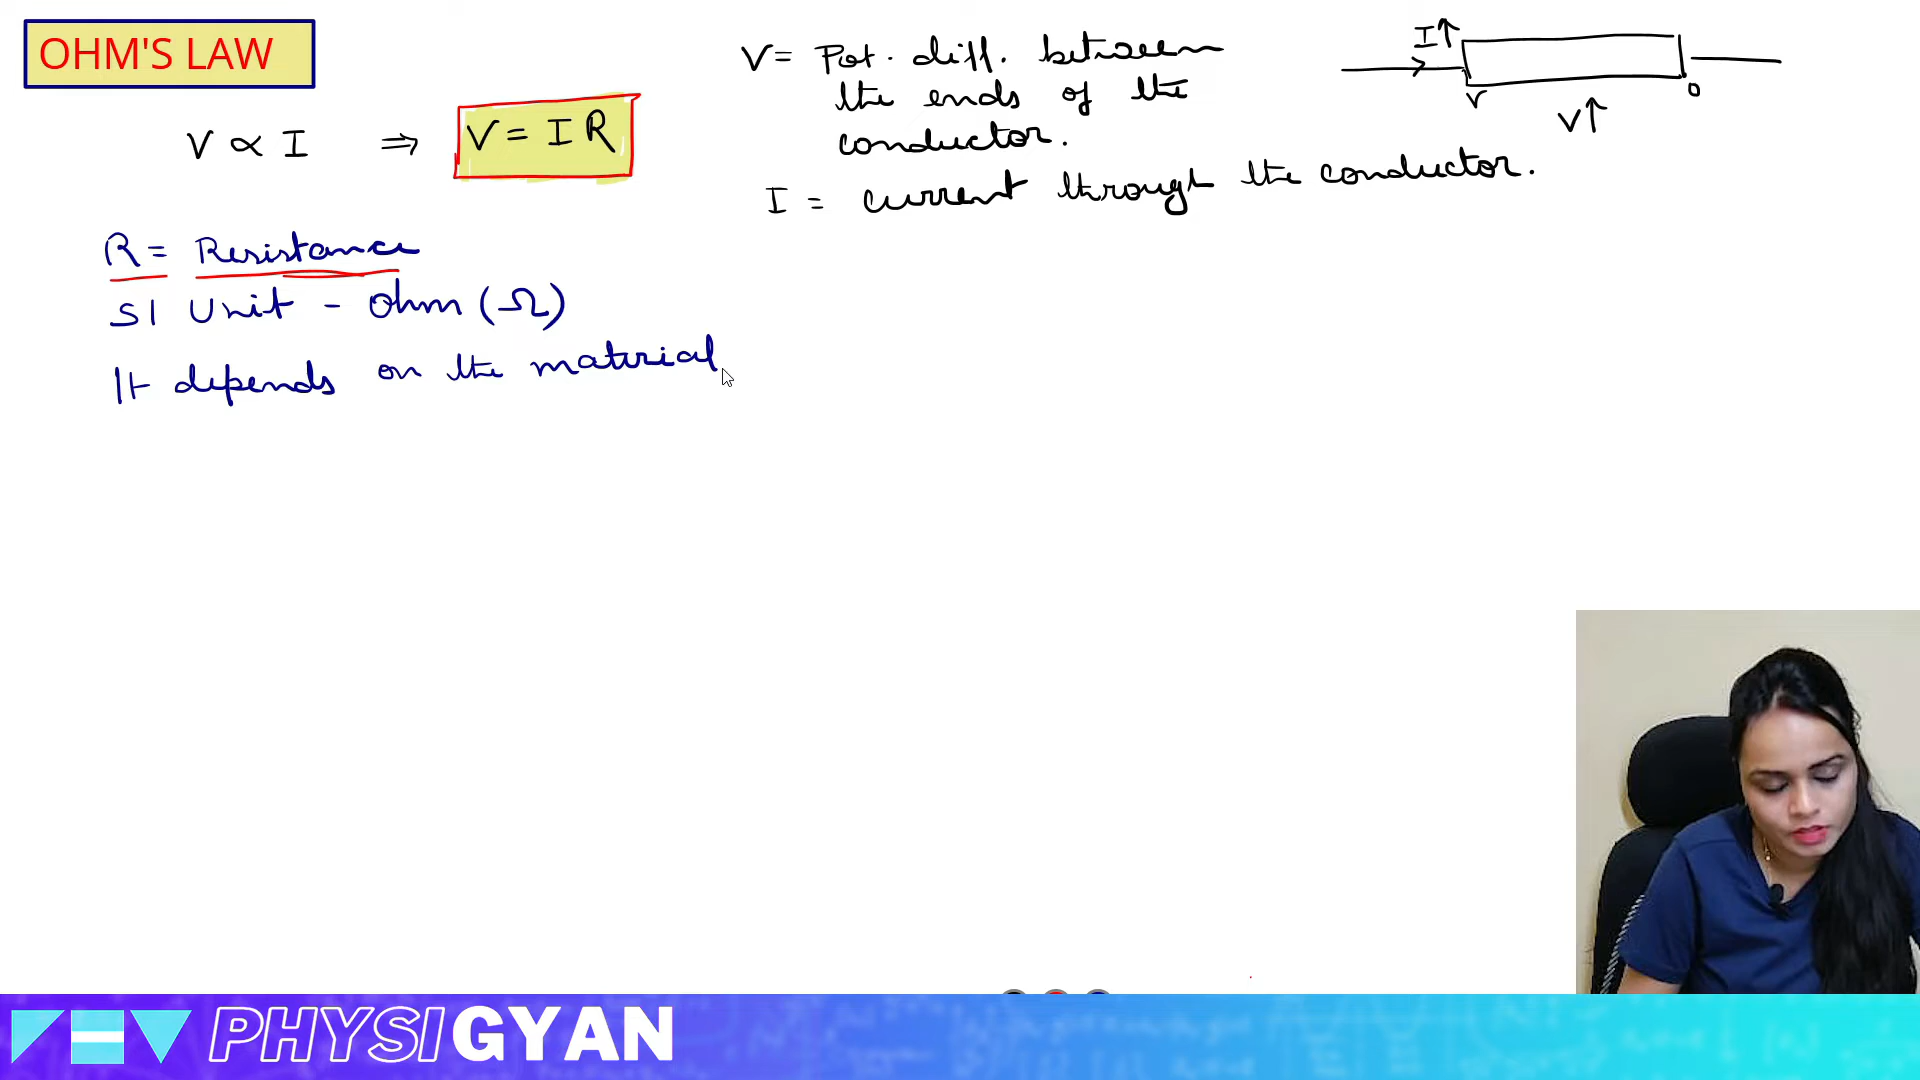 OHM'S LAW
V ∝ I ⇒ V = IR
V = Pot. diff. between
the ends of the
conductor.
I = current through the conductor.
I↑
V
0
V↑
R = Resistance
SI Unit - Ohm (Ω)
It depends on the material
PHYSIGYAN